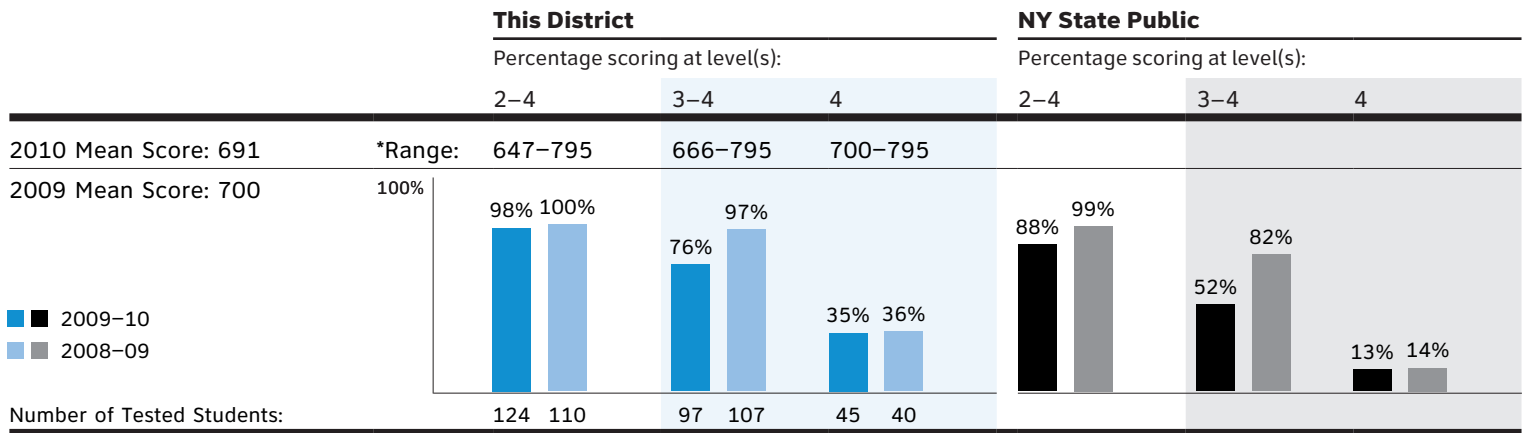 This District NY State Public
Percentage scoring at level(s): Percentage scoring at level(s):
2–4 3–4 4 2–4 3–4 4
2010 Mean Score: 691 *Range: 647–795 666–795 700–795
2009 Mean Score: 700 100%
98% 100% 76% 97% 35% 36% 88% 99% 52% 82% 13% 14%
2009–10
2008–09
Number of Tested Students: 124 110 97 107 45 40